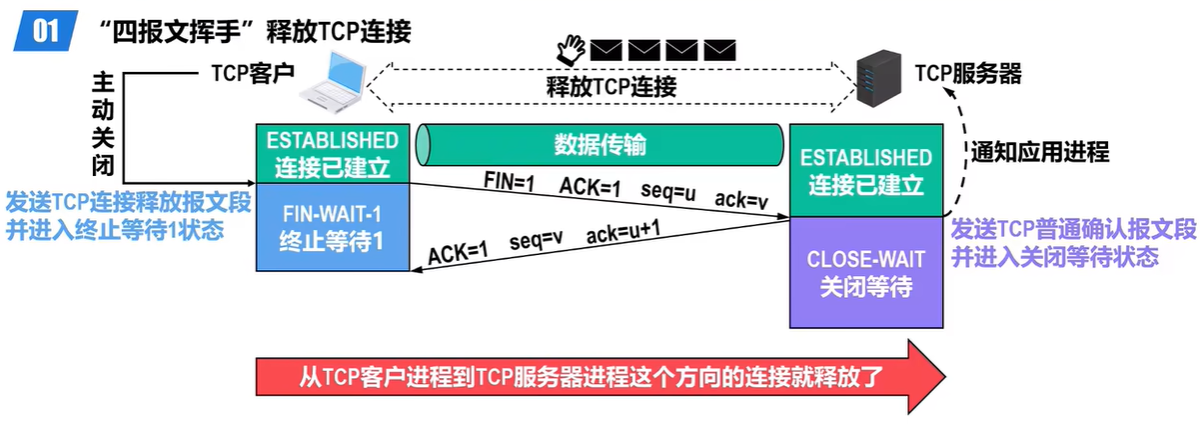 01 “四报文挥手”释放TCP连接
主动关闭
TCP客户
释放TCP连接
TCP服务器
ESTABLISHED
连接已建立
数据传输
ESTABLISHED
连接已建立
通知应用进程
发送TCP连接释放报文段
并进入终止等待1状态
FIN-WAIT-1
终止等待1
FIN=1 ACK=1 seq=u ack=v
ACK=1 seq=v ack=u+1
CLOSE-WAIT
关闭等待
发送TCP普通确认报文段
并进入关闭等待状态
从TCP客户进程到TCP服务器进程这个方向的连接就释放了